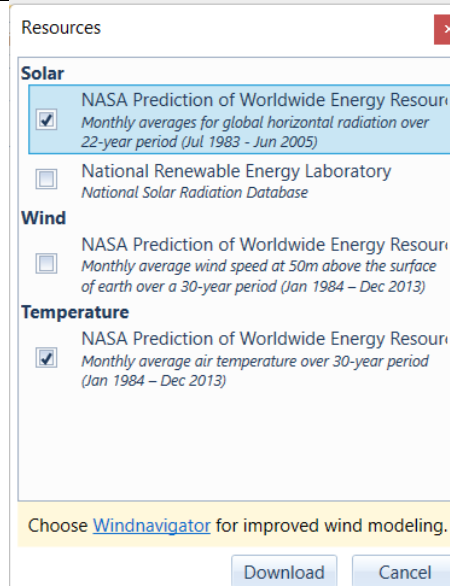 Resources
Solar
NASA Prediction of Worldwide Energy
Monthly averages for global horizontal radiation over
22-year period (Jul 1983 - Jun 2005)
National Renewable Energy Laboratory
National Solar Radiation Database
Wind
NASA Prediction of Worldwide Energy
Monthly average wind speed at 50m above the surface
of earth over a 30-year period (Jan 1984 – Dec 2013)
Temperature
NASA Prediction of Worldwide Energy
Monthly average air temperature over 30-year period
(Jan 1984 – Dec 2013)
Choose Windnavigator for improved wind modeling.
Download Cancel